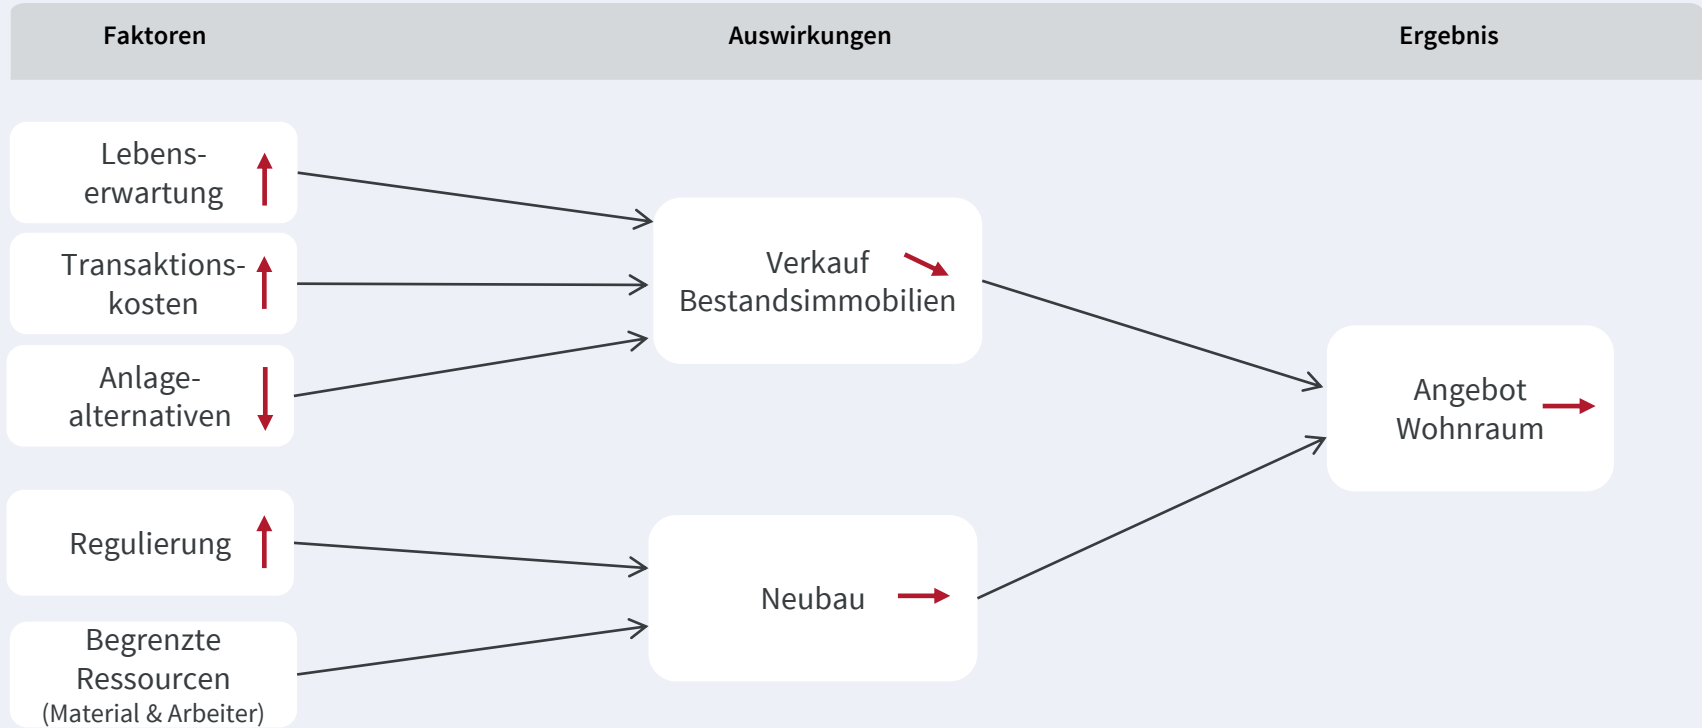 Faktoren
Auswirkungen
Ergebnis
Lebens-
erwartung
Transaktions-
kosten
Anlage-
alternativen
Regulierung
Begrenzte
Ressourcen
(Material & Arbeiter)
Verkauf
Bestandsimmobilien
Neubau
Angebot
Wohnraum